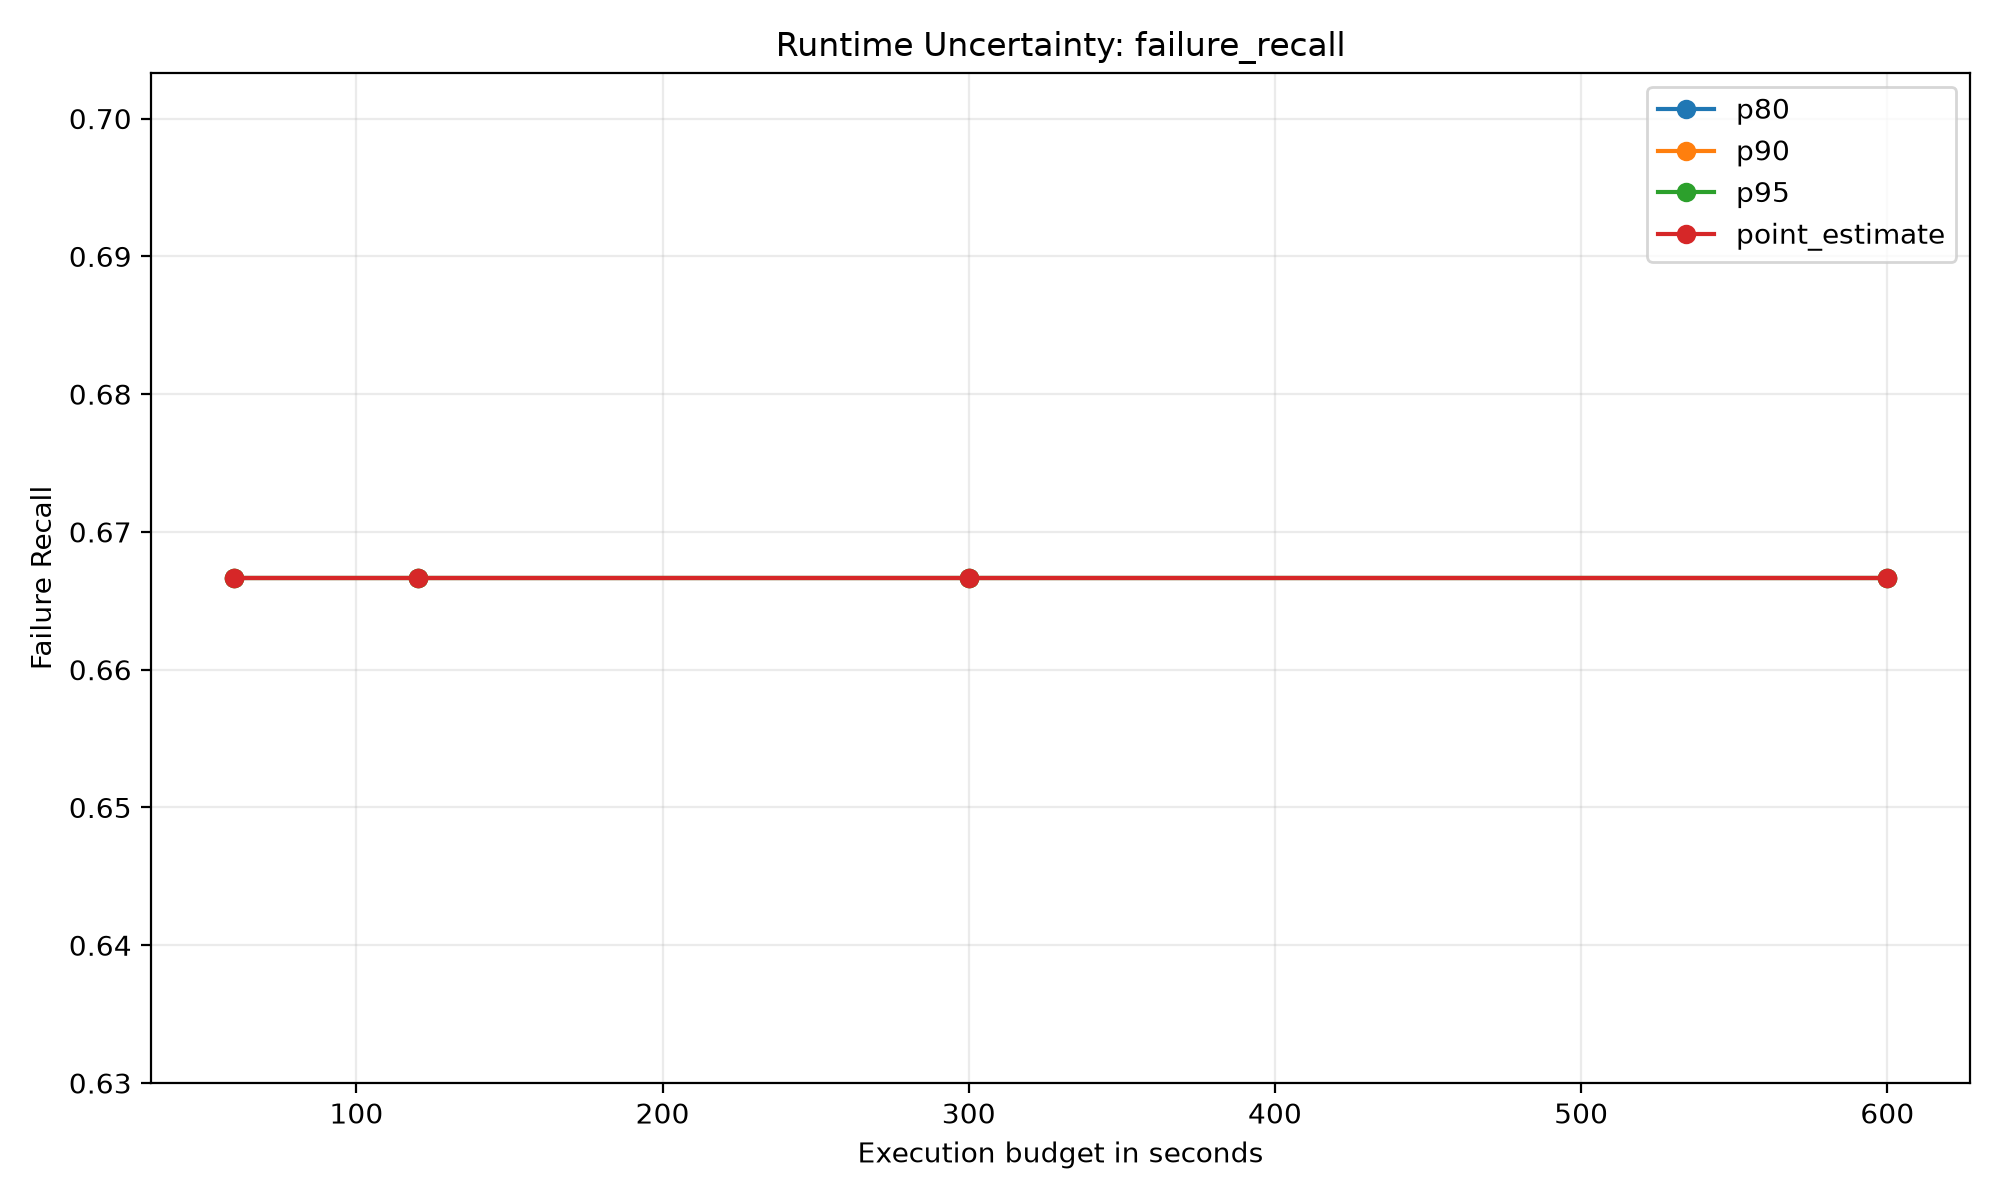 Runtime Uncertainty: failure_recall
p80
p90
p95
point_estimate
Failure Recall
0.70
0.69
0.68
0.67
0.66
0.65
0.64
0.63
100 200 300 400 500 600
Execution budget in seconds